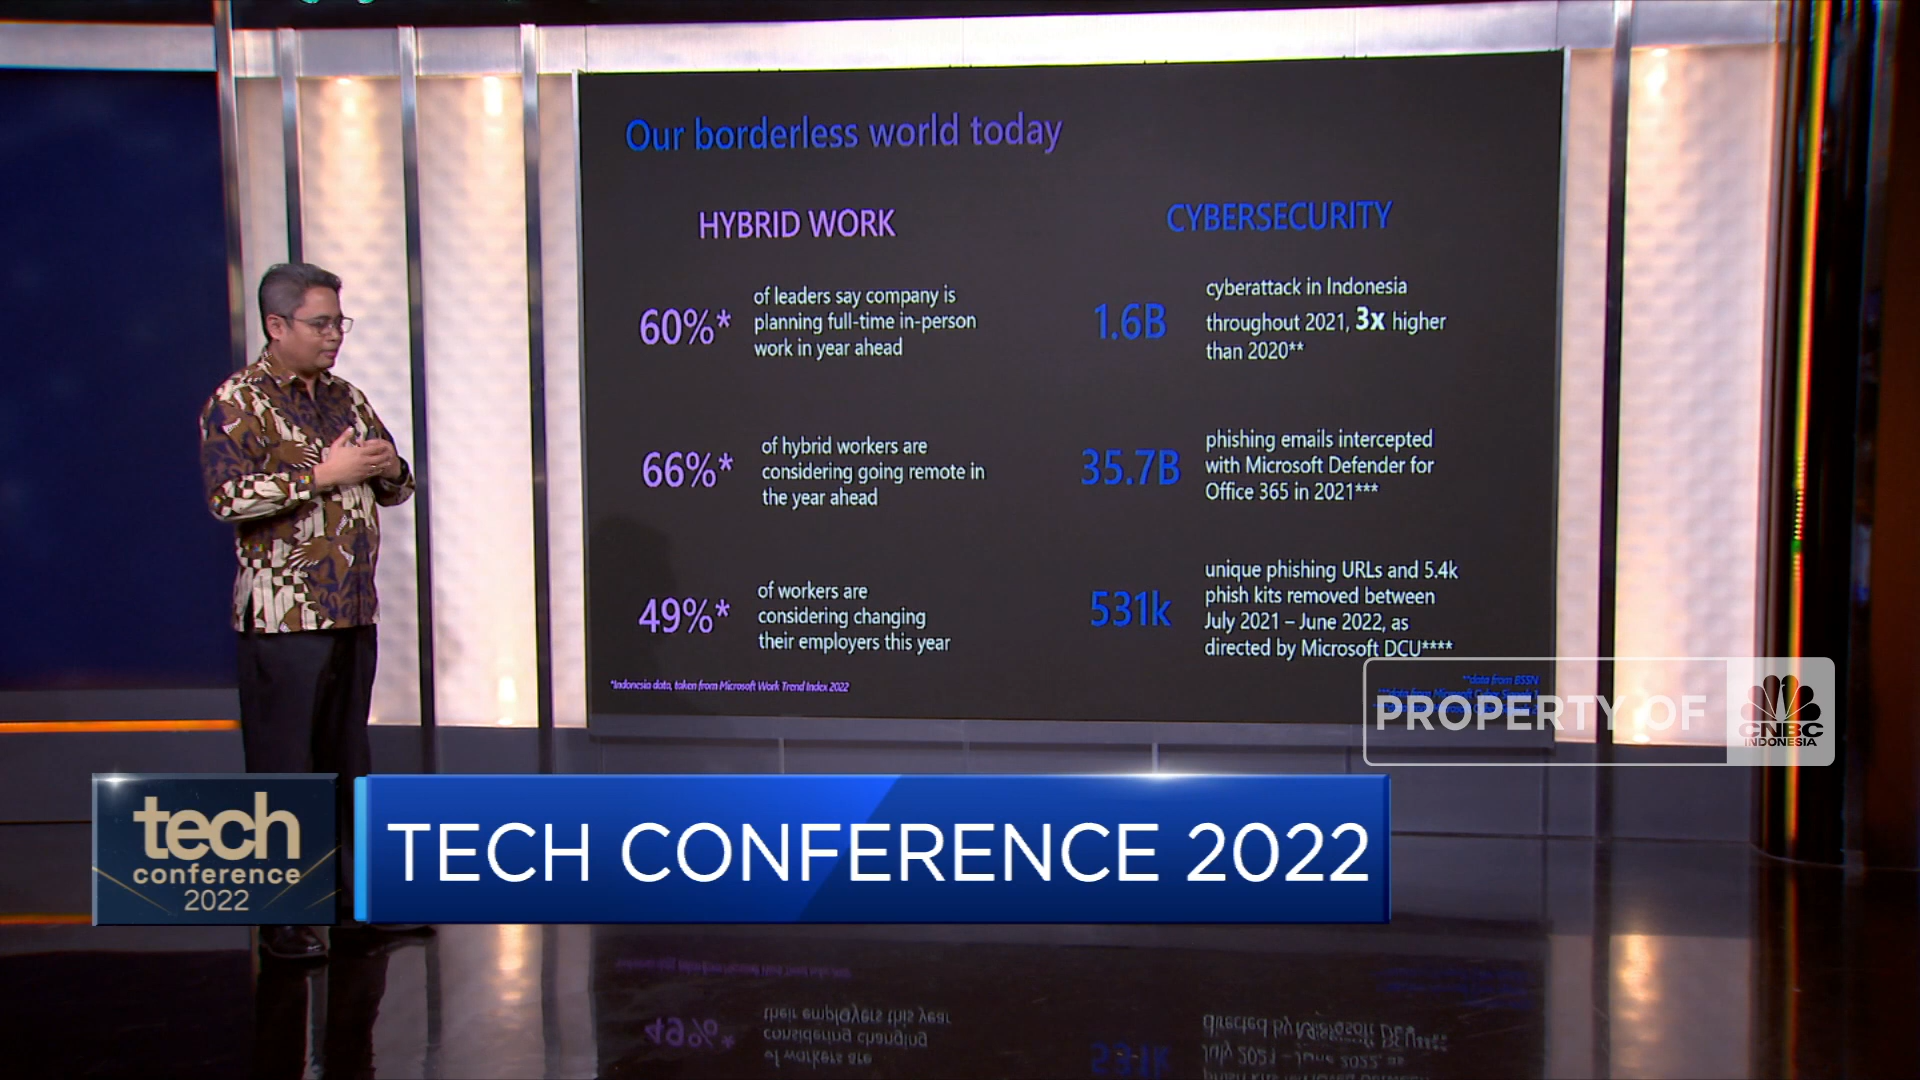 Our borderless world today
HYBRID WORK
60%*
of leaders say company is
planning full-time in-person
work in year ahead
66%*
of hybrid workers are
considering going remote in
the year ahead
49%*
of workers are
considering changing
their employers this year
*Indonesia data, taken from Microsoft Work Trend Index 2022
CYBERSECURITY
1.6B
cyberattack in Indonesia
throughout 2021, 3x higher
than 2020**
35.7B
phishing emails intercepted
with Microsoft Defender for
Office 365 in 2021***
531k
unique phishing URLs and 5.4k
phish kits removed between
July 2021 – June 2022, as
directed by Microsoft DCU****
**data from BSSN
***data from Microsoft Cyber
PROPERTY OF
CNBC
INDONESIA
tech
conference
2022
TECH CONFERENCE 2022